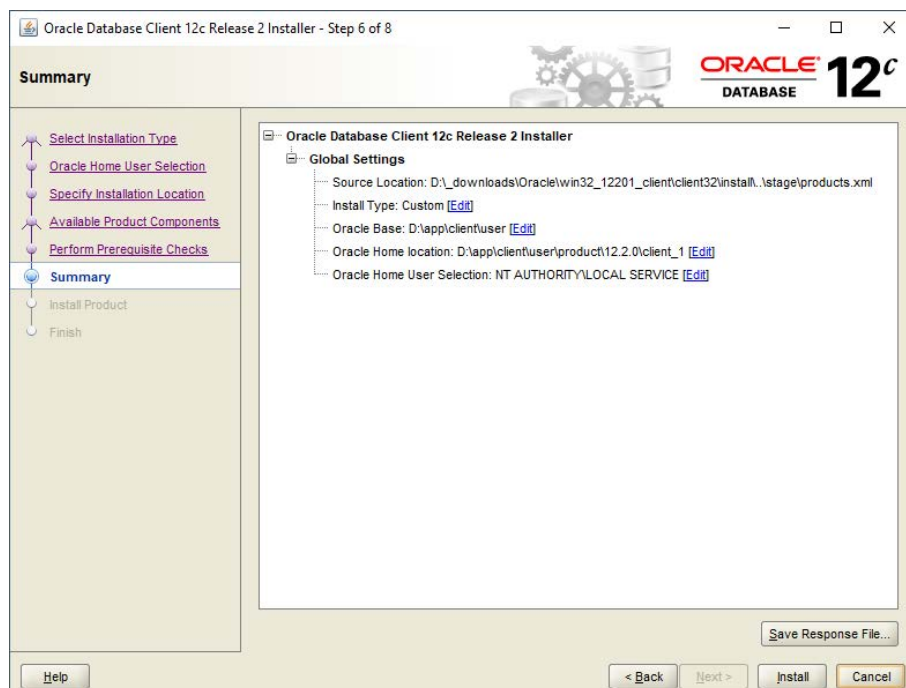 Oracle Database Client 12c Release 2 Installer - Step 6 of 8
Summary
ORACLE
DATABASE
12c
Select Installation Type
Oracle Home User Selection
Specify Installation Location
Available Product Components
Perform Prerequisite Checks
Summary
Install Product
Finish
Oracle Database Client 12c Release 2 Installer
Global Settings
Source Location: D:\_downloads\Oracle\win32_12201_client\client32\install\..\stage\products.xml
Install Type: Custom [Edit]
Oracle Base: D:\app\client\user [Edit]
Oracle Home location: D:\app\client\user\product\12.2.0\client_1 [Edit]
Oracle Home User Selection: NT AUTHORITY\LOCAL SERVICE [Edit]
Save Response File...
Help
< Back
Next >
Install
Cancel